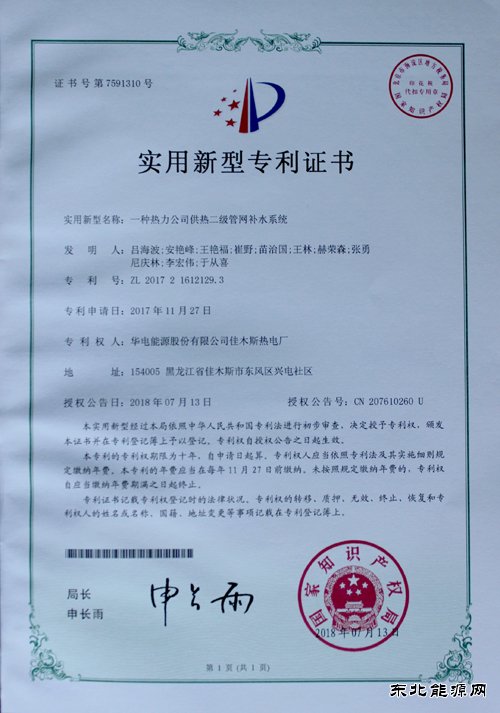 证书号第7591310号
印花税
代扣专用章
实用新型专利证书
实用新型名称：一种热力公司供热二级管网补水系统
发明人：吕海波;安艳峰;王艳福;崔野;苗治国;王林;赫荣森;张勇
尼庆林;李宏伟;于从喜
专利号：ZL 2017 2 1612129.3
专利申请日：2017年11月27日
专利权人：华电能源股份有限公司佳木斯热电厂
地址：154005 黑龙江省佳木斯市东风区兴电社区
授权公告日：2018年07月13日 授权公告号：CN 207610260 U
本实用新型经过本局依照中华人民共和国专利法进行初步审查，决定授予专利权，颁
发本证书并在专利登记簿上予以登记。专利权自授权公告之日起生效。
本专利的专利权期限为十年，自申请日起算。专利权人应当依照专利法及其实施细则规
定缴纳年费。本专利的年费应当在每年11月27日前缴纳。未按照规定缴纳年费的，专利权
自应当缴纳年费期满之日起终止。
专利证书记载专利权登记时的法律状况。专利权的转移、质押、无效、终止、恢复和专
利权人的姓名或名称、国籍、地址变更等事项记载在专利登记簿上。
局长
申长雨
申长雨
国家知识产权局
2018年07月13日
第1页(共1页)
东北能源网